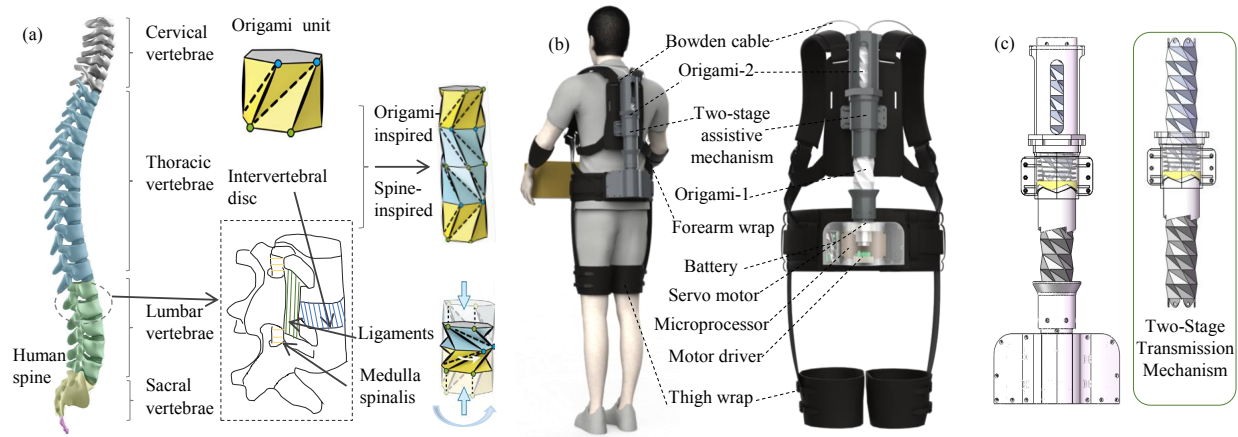 (a)
Cervical
vertebrae
Thoracic
vertebrae
Lumbar
vertebrae
Human
spine
Sacral
vertebrae
Origami unit
Intervertebral
disc
Ligaments
Medulla
spinalis
Origami-
inspired
Spine-
inspired
(b)
Bowden cable
Origami-2
Two-stage
assistive
mechanism
Origami-1
Forearm wrap
Battery
Servo motor
Microprocessor
Motor driver
Thigh wrap
(c)
Two-Stage
Transmission
Mechanism